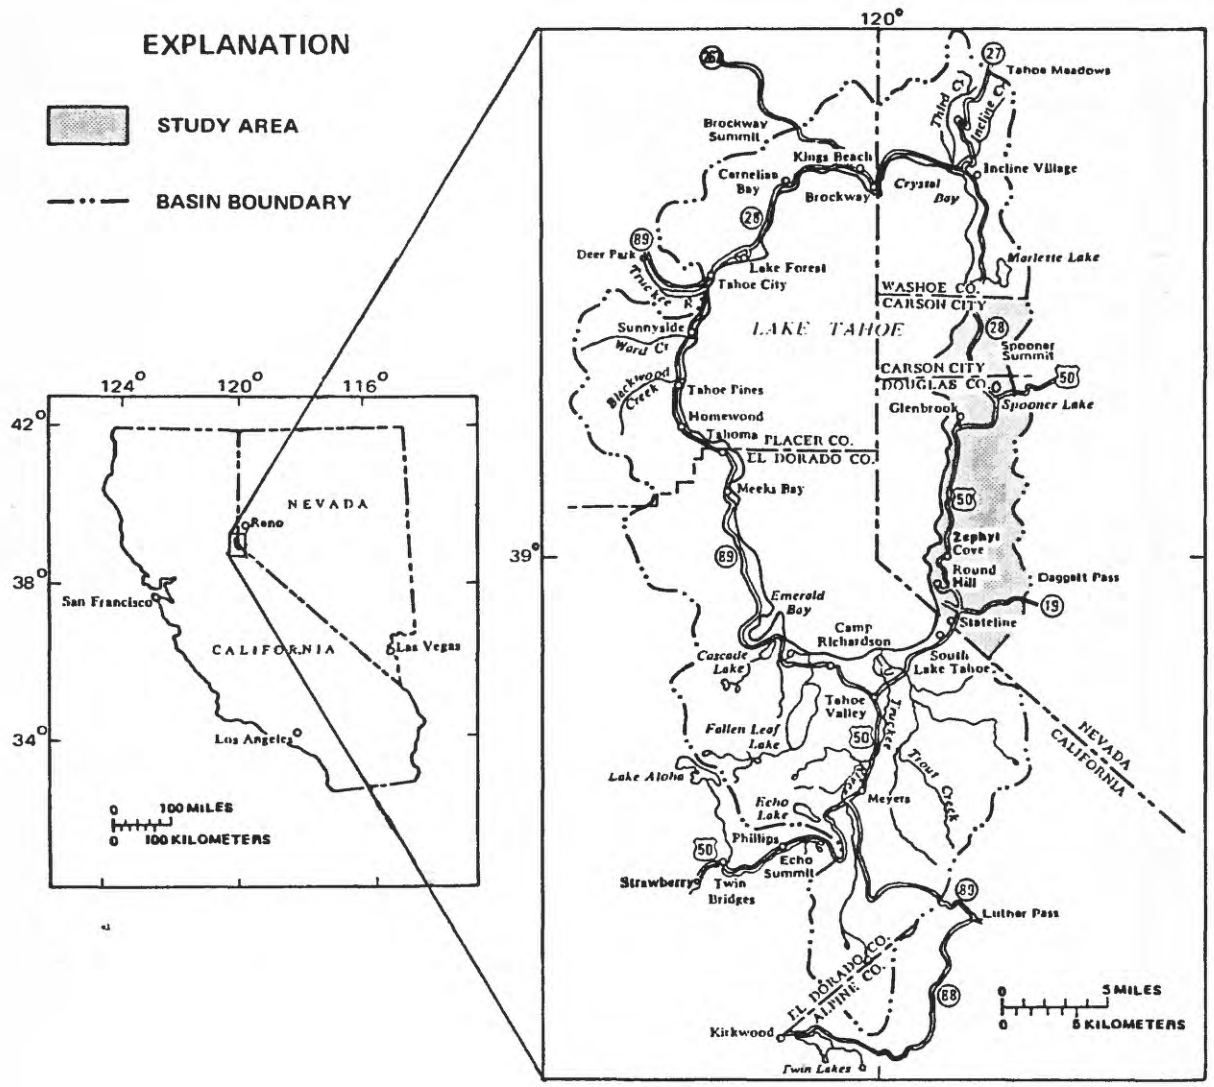 EXPLANATION
STUDY AREA
BASIN BOUNDARY
124°
120°
116°
42°
38°
34°
NEVADA
Reno
San Francisco
CALIFORNIA
Las Vegas
Los Angeles
0 100 MILES
0 100 KILOMETERS
120°
39°
27
Tahoe Meadows
Third Cr
Incline Cr
Brockway
Summit
Kings Beach
Carnelian
Bay
Brockway
Crystal
Bay
Incline Village
28
89
Deer Park
Lake Forest
Tahoe City
Truckee R
Marlette Lake
WASHOE CO.
CARSON CITY
Sunnyside
Ward Cr
LAKE TAHOE
28
Spooner
Summit
CARSON CITY
DOUGLAS CO.
50
Blackwood
Creek
Tahoe Pines
Spooner Lake
Glenbrook
Homewood
Tahoma
PLACER CO.
EL DORADO CO.
Meeks Bay
50
89
Zephyr
Cove
Round
Hill
Daggett Pass
19
Emerald
Bay
Stateline
Camp
Richardson
Cascade
Lake
South
Lake Tahoe
Tahoe
Valley
Truckee
River
Fallen Leaf
Lake
50
NEVADA
CALIFORNIA
Lake Aloha
Trout
Creek
Echo
Lake
Meyers
Phillips
50
Echo
Summit
Strawberry
Twin
Bridges
89
Luther Pass
EL DORADO CO.
ALPINE CO.
88
Kirkwood
Twin Lakes
0 5 MILES
0 5 KILOMETERS